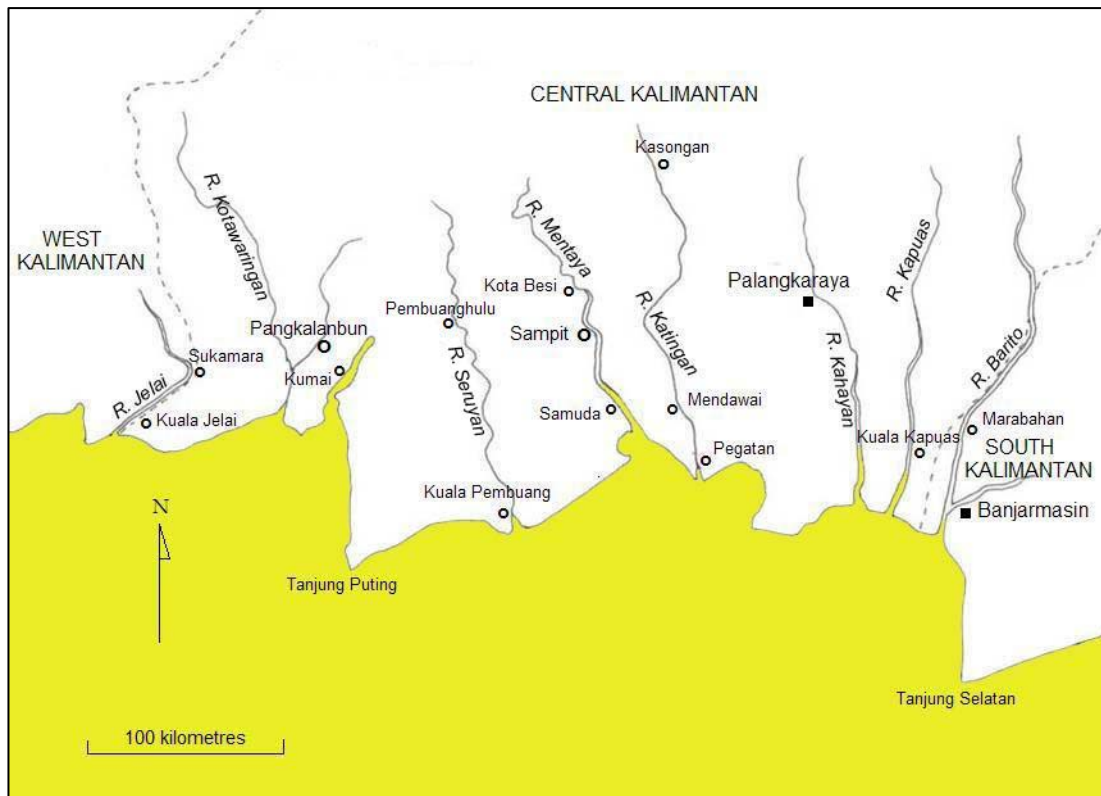 CENTRAL KALIMANTAN
Kasongan
R. Kotawaringan
R. Mentaya
WEST
KALIMANTAN
R. Kapuas
Kota Besi
Palangkaraya
Pembuanghulu
Pangkalanbun
Sampit
R. Katingan
R. Barito
Sukamara
Kumai
R. Jelai
R. Seruyan
R. Kahayan
Kuala Jelai
Samuda
Mendawai
Marabahan
Pegatan
Kuala Kapuas
SOUTH
KALIMANTAN
Kuala Pembuang
Banjarmasin
N
Tanjung Puting
Tanjung Selatan
100 kilometres